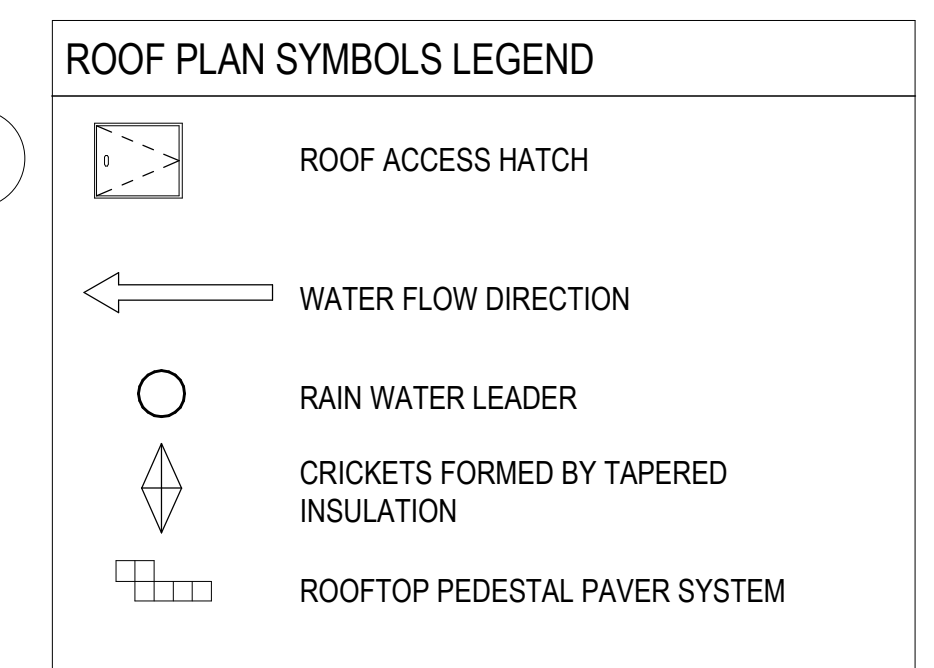 ROOF PLAN SYMBOLS LEGEND
ROOF ACCESS HATCH
WATER FLOW DIRECTION
RAIN WATER LEADER
CRICKETS FORMED BY TAPERED
INSULATION
ROOFTOP PEDESTAL PAVER SYSTEM